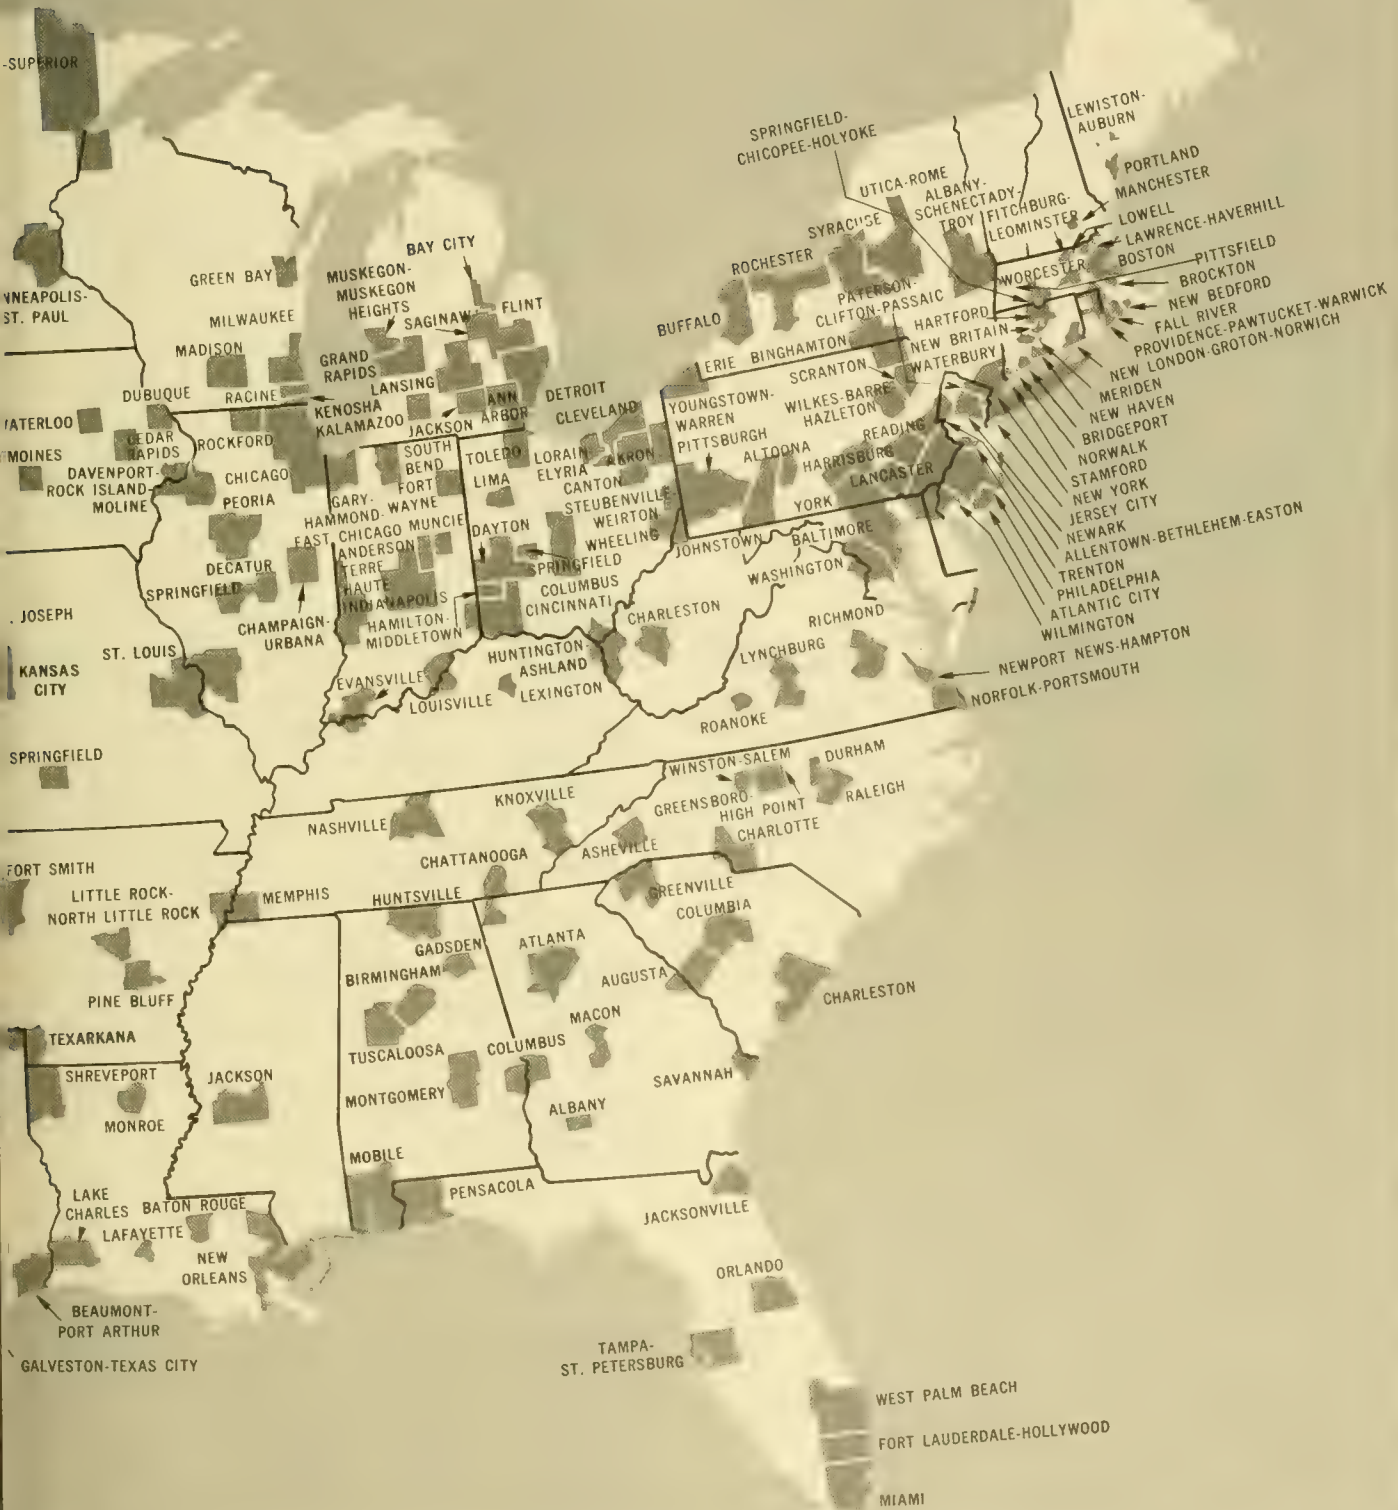 -SUPERIOR
NNEAPOLIS-
ST. PAUL
GREEN BAY
MILWAUKEE
MADISON
DUBUQUE
RACINE
KENOSHA
ATERLOO
CEDAR
RAPIDS
MOINES
DAVENPORT-
ROCK ISLAND-
MOLINE
ROCKFORD
CHICAGO
PEORIA
DECATUR
SPRINGFIELD
CHAMPAIGN-
URBANA
. JOSEPH
KANSAS
CITY
ST. LOUIS
SPRINGFIELD
BAY CITY
MUSKEGON-
MUSKEGON
HEIGHTS
SAGINAW
FLINT
GRAND
RAPIDS
LANSING
KALAMAZOO
JACKSON
ANN
ARBOR
DETROIT
SOUTH
BEND
FORT
WAYNE
GARY-
HAMMOND-
EAST CHICAGO
MUNCIE
ANDERSON
TERRE
HAUTE
INDIANAPOLIS
HAMILTON-
MIDDLETOWN
EVANSVILLE
LOUISVILLE
TOLEDO
LIMA
DAYTON
SPRINGFIELD
COLUMBUS
CINCINNATI
CLEVELAND
LORAIN
ELYRIA
AKRON
CANTON
STEUBENVILLE-
WEIRTON
WHEELING
HUNTINGTON-
ASHLAND
LEXINGTON
CHARLESTON
SPRINGFIELD-
CHICOPEE-HOLYOKE
UTICA-ROME
ALBANY-
SCHENECTADY-
TROY
SYRACUSE
ROCHESTER
BUFFALO
FITCHBURG-
LEOMINSTER
LEWISTON-
AUBURN
PORTLAND
MANCHESTER
LOWELL
LAWRENCE-HAVERHILL
BOSTON
WORCESTER
PITTSFIELD
BROCKTON
NEW BEDFORD
FALL RIVER
PROVIDENCE-PAWTUCKET-WARWICK
NEW LONDON-GROTON-NORWICH
MERIDEN
NEW HAVEN
BRIDGEPORT
NORWALK
STAMFORD
NEW YORK
JERSEY CITY
NEWARK
ALLENTOWN-BETHLEHEM-EASTON
TRENTON
PHILADELPHIA
ATLANTIC CITY
WILMINGTON
PATERSON-
CLIFTON-PASSAIC
HARTFORD
NEW BRITAIN
WATERBURY
ERIE
BINGHAMTON
SCRANTON
WILKES-BARRE
HAZLETON
YOUNGSTOWN-
WARREN
PITTSBURGH
ALTOONA
READING
HARRISBURG
LANCASTER
YORK
JOHNSTOWN
BALTIMORE
WASHINGTON
RICHMOND
LYNCHBURG
ROANOKE
NEWPORT NEWS-HAMPTON
NORFOLK-PORTSMOUTH
WINSTON-SALEM
DURHAM
GREENSBORO-
HIGH POINT
RALEIGH
CHARLOTTE
KNOXVILLE
NASHVILLE
CHATTANOOGA
ASHEVILLE
FORT SMITH
LITTLE ROCK-
NORTH LITTLE ROCK
MEMPHIS
HUNTSVILLE
GREENVILLE
COLUMBIA
GADSDEN
ATLANTA
BIRMINGHAM
AUGUSTA
CHARLESTON
PINE BLUFF
MACON
TEXARKANA
TUSCALOOSA
COLUMBUS
SHREVEPORT
JACKSON
MONTGOMERY
SAVANNAH
MONROE
ALBANY
MOBILE
PENSACOLA
LAKE
CHARLES
BATON ROUGE
LAFAYETTE
NEW
ORLEANS
JACKSONVILLE
BEAUMONT-
PORT ARTHUR
GALVESTON-TEXAS CITY
ORLANDO
TAMPA-
ST. PETERSBURG
WEST PALM BEACH
FORT LAUDERDALE-HOLLYWOOD
MIAMI